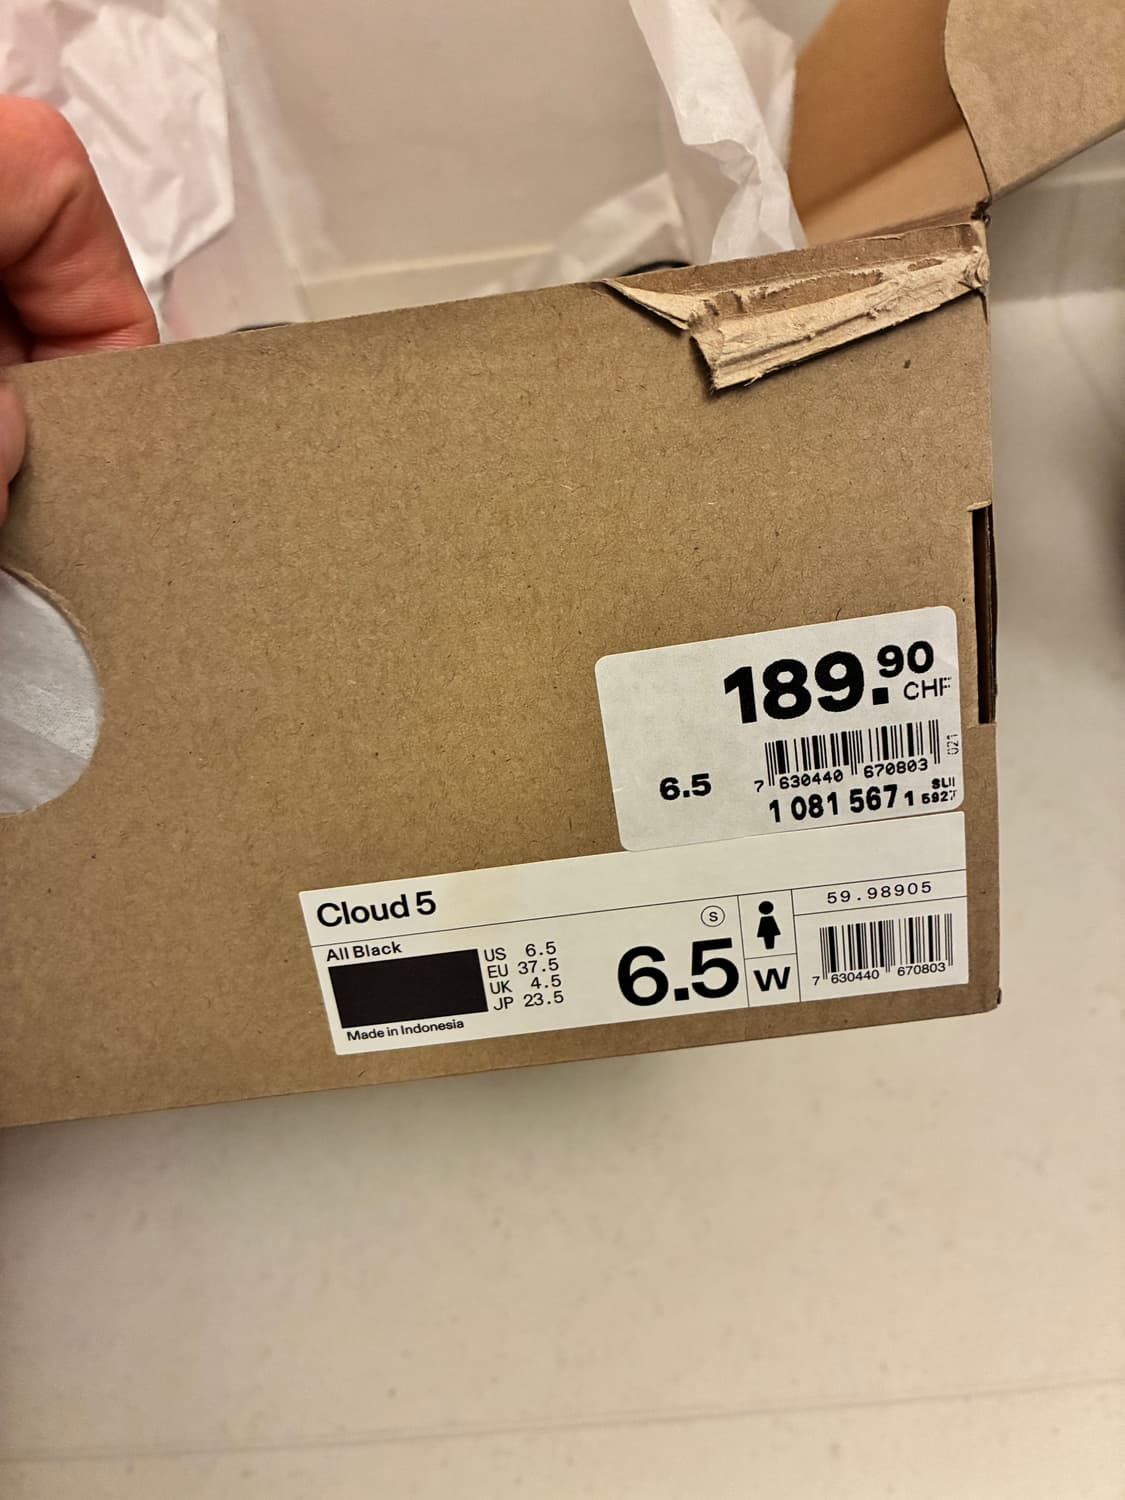 189.90
CHF
021
6.5
7 630440 670803
1 081 567 1
Cloud 5
All Black
US 6.5
EU 37.5
UK 4.5
JP 23.5
Made in Indonesia
S
6.5
W
59.98905
7 630440 670803